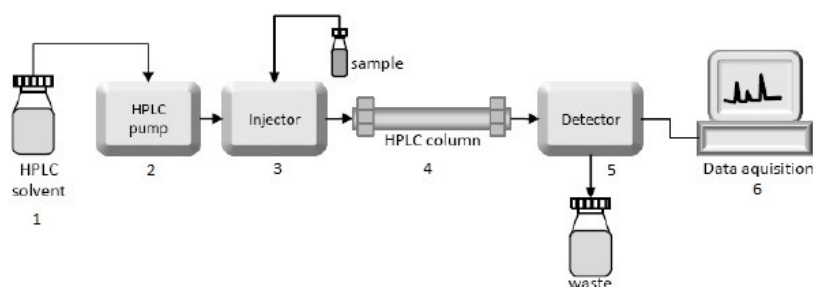 sample
HPLC
pump
Injector
HPLC column
Detector
HPLC
solvent
Data aquisition
1
2
3
4
5
6
waste